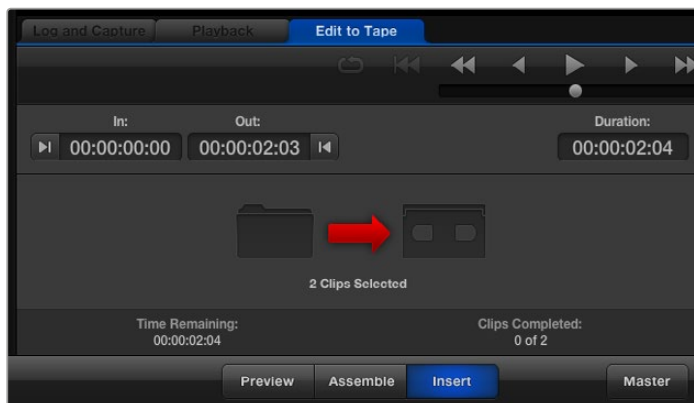 Log and Capture Playback Edit to Tape
In: Out: Duration:
00:00:00:00 00:00:02:03 00:00:02:04
2 Clips Selected
Time Remaining: Clips Completed:
00:00:02:04 0 of 2
Preview Assemble Insert Master